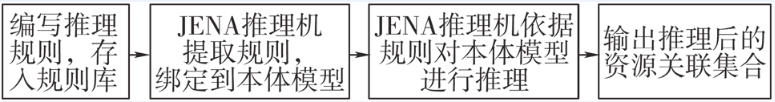 编写推理
规则，存
入规则库
JENA推理机
提取规则，
绑定到本体模型
JENA推理机依据
规则对本体模型
进行推理
输出推理后的
资源关联集合